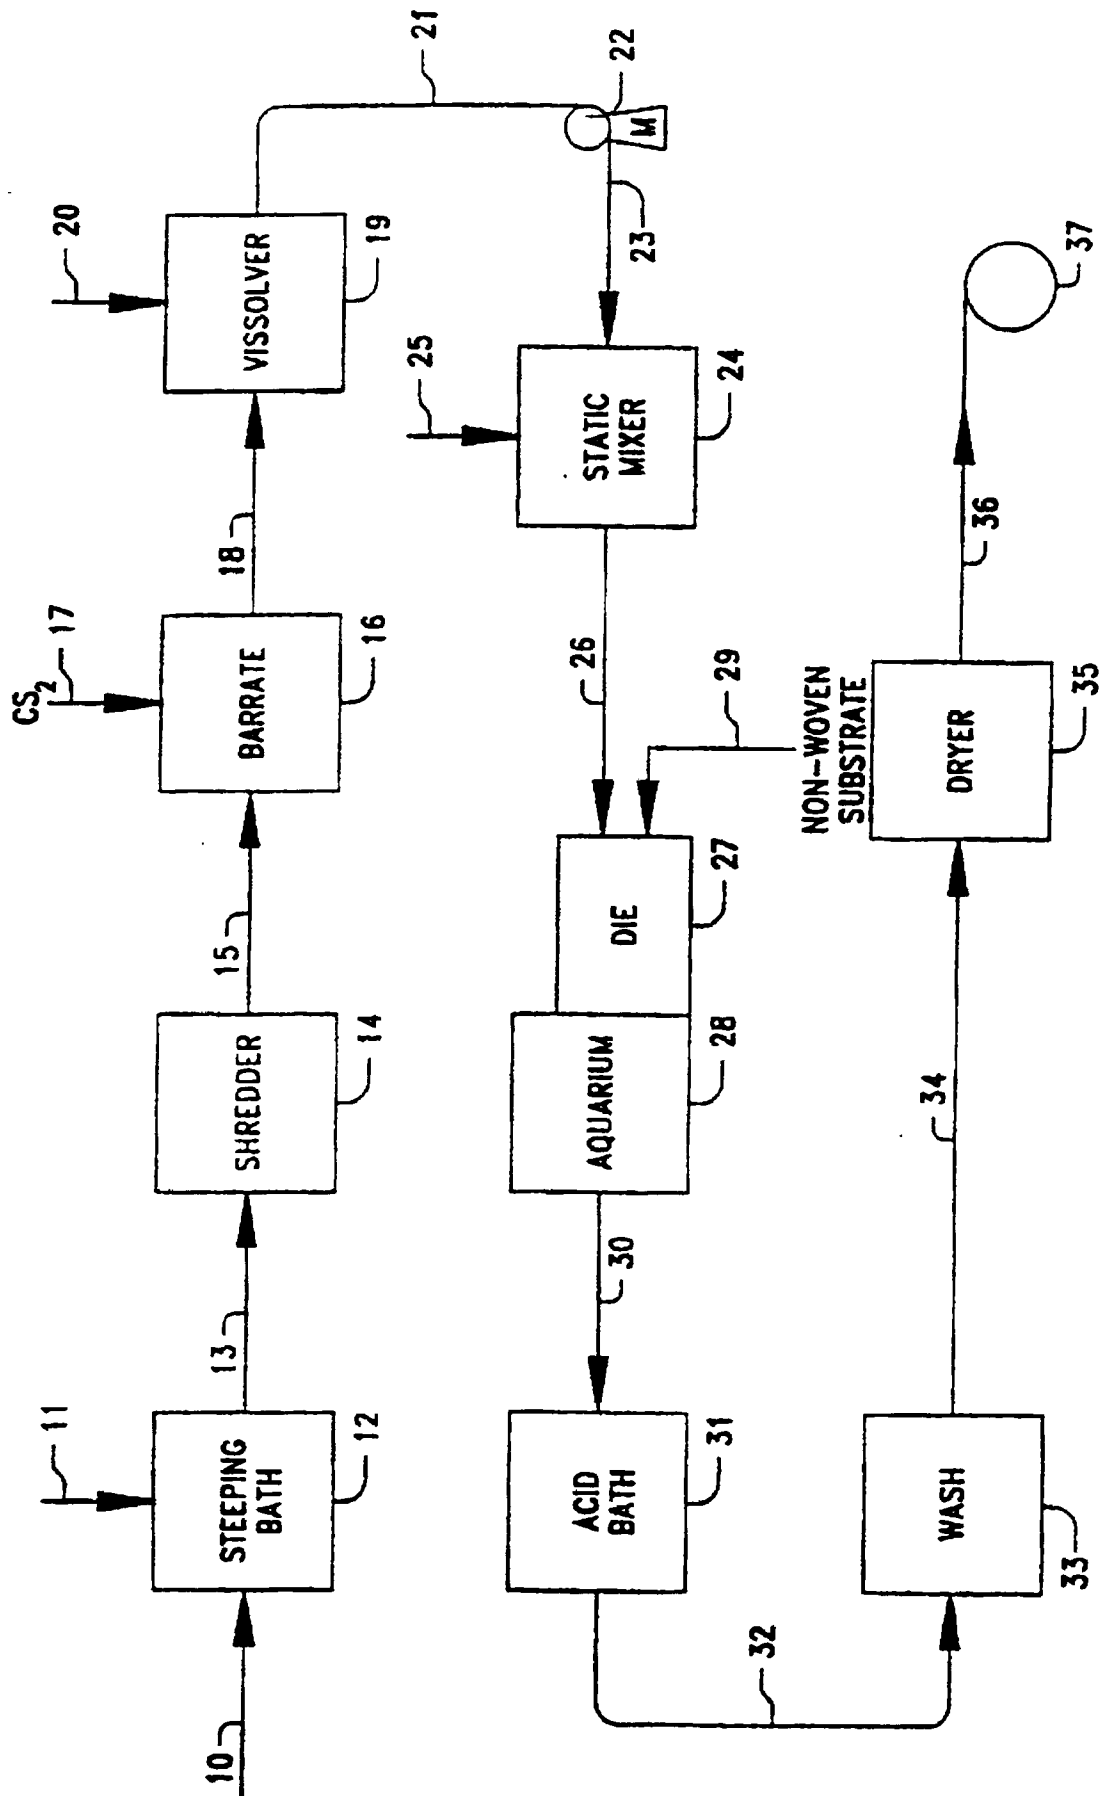 10
11
STEEPING
BATH
12
13
SHREDDER
14
15
CS2
17
BARRATE
16
18
20
VISSOLVER
19
21
M
22
23
25
STATIC
MIXER
24
26
NON-WOVEN
SUBSTRATE
29
DIE
27
AQUARIUM
28
30
ACID
BATH
31
32
WASH
33
34
DRYER
35
36
37